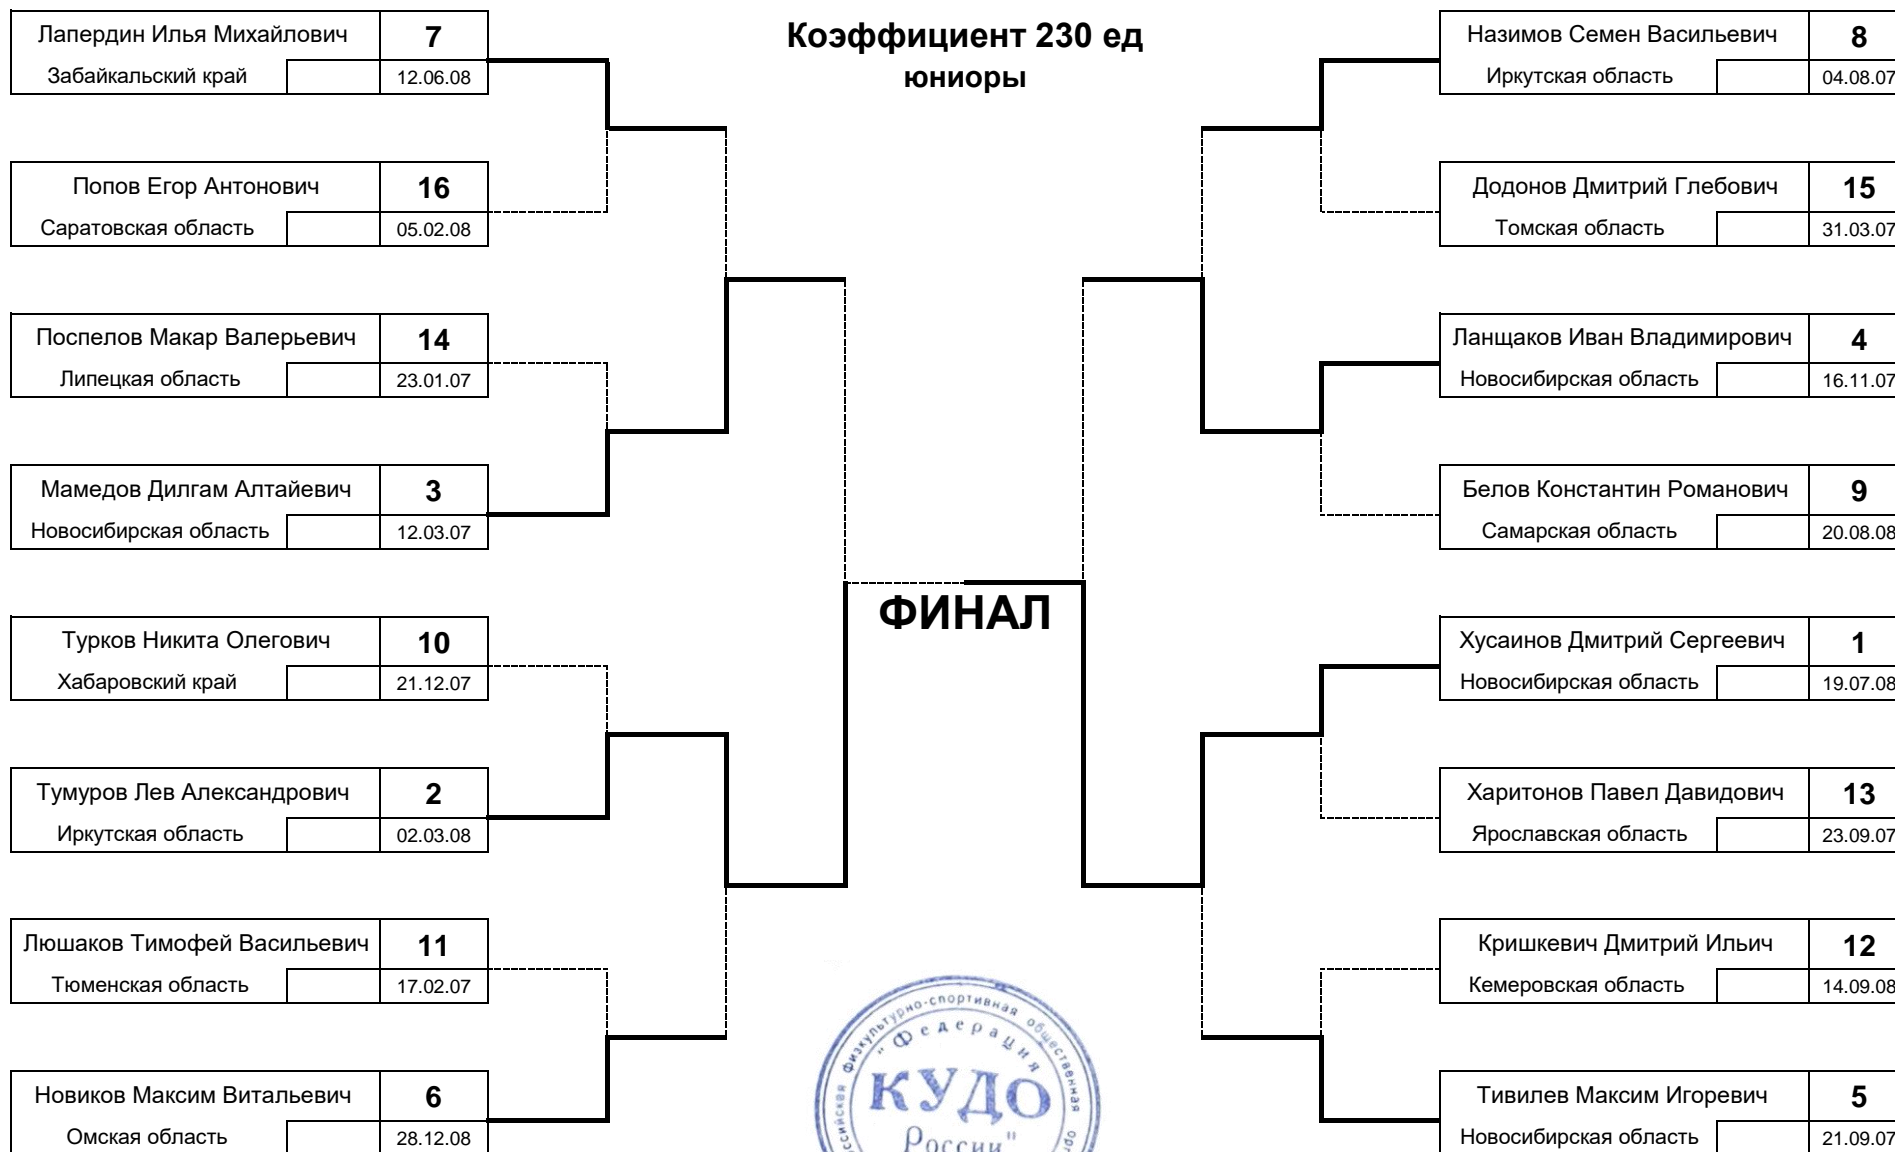 Коэффициент 230 ед
юниоры
Лапердин Илья Михайлович 7
Забайкальский край 12.06.08
Попов Егор Антонович 16
Саратовская область 05.02.08
Поспелов Макар Валерьевич 14
Липецкая область 23.01.07
Мамедов Дилгам Алтайевич 3
Новосибирская область 12.03.07
Турков Никита Олегович 10
Хабаровский край 21.12.07
Тумуров Лев Александрович 2
Иркутская область 02.03.08
Люшаков Тимофей Васильевич 11
Тюменская область 17.02.07
Новиков Максим Витальевич 6
Омская область 28.12.08
ФИНАЛ
Назимов Семен Васильевич 8
Иркутская область 04.08.07
Додонов Дмитрий Глебович 15
Томская область 31.03.07
Ланщаков Иван Владимирович 4
Новосибирская область 16.11.07
Белов Константин Романович 9
Самарская область 20.08.08
Хусаинов Дмитрий Сергеевич 1
Новосибирская область 19.07.08
Харитонов Павел Давидович 13
Ярославская область 23.09.07
Кришкевич Дмитрий Ильич 12
Кемеровская область 14.09.08
Тивилев Максим Игоревич 5
Новосибирская область 21.09.07
физкультурно-спортивная общественная
"Федерация
КУДО
России"